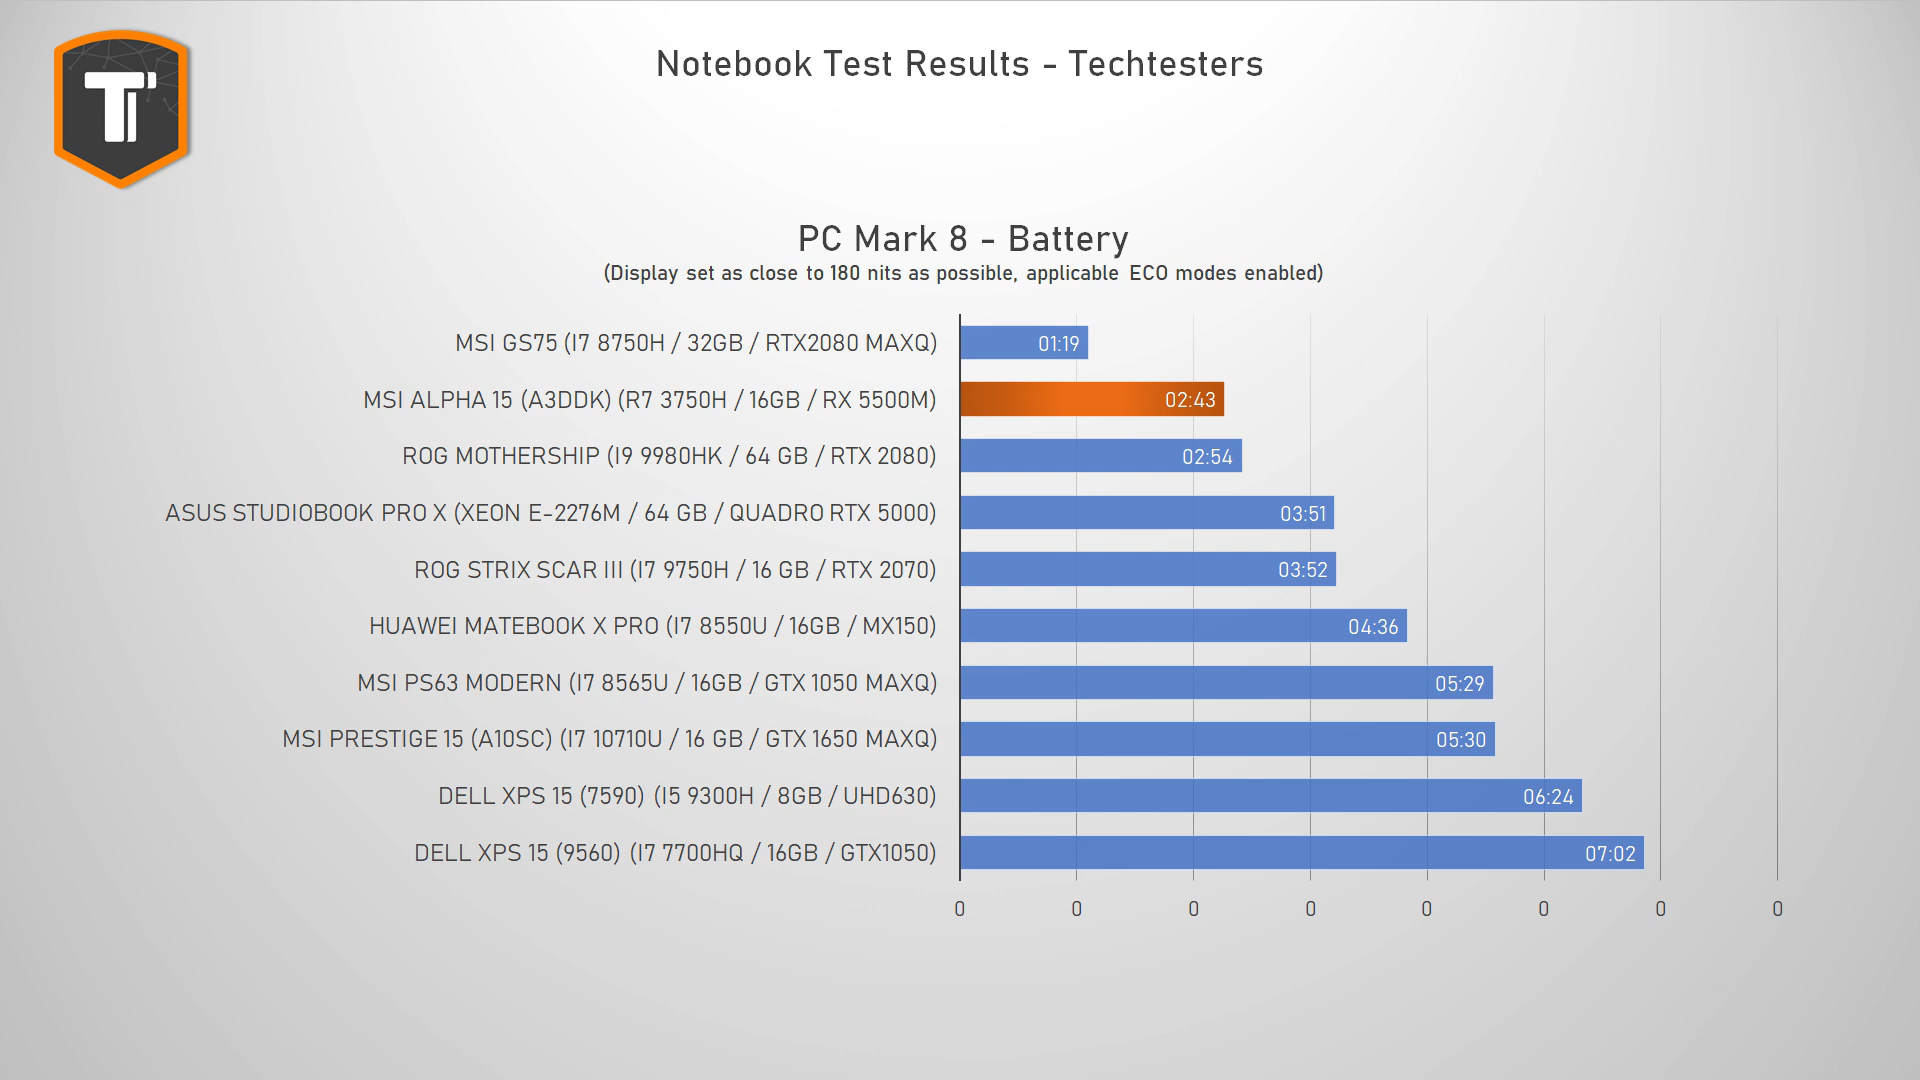 T
Notebook Test Results - Techtesters
PC Mark 8 - Battery
(Display set as close to 180 nits as possible, applicable ECO modes enabled)
MSI GS75 (I7 8750H / 32GB / RTX2080 MAXQ) 01:19
MSI ALPHA 15 (A3DDK) (R7 3750H / 16GB / RX 5500M) 02:43
ROG MOTHERSHIP (I9 9980HK / 64 GB / RTX 2080) 02:54
ASUS STUDIOBOOK PRO X (XEON E-2276M / 64 GB / QUADRO RTX 5000) 03:51
ROG STRIX SCAR III (I7 9750H / 16 GB / RTX 2070) 03:52
HUAWEI MATEBOOK X PRO (I7 8550U / 16GB / MX150) 04:36
MSI PS63 MODERN (I7 8565U / 16GB / GTX 1050 MAXQ) 05:29
MSI PRESTIGE 15 (A10SC) (I7 10710U / 16 GB / GTX 1650 MAXQ) 05:30
DELL XPS 15 (7590) (I5 9300H / 8GB / UHD630) 06:24
DELL XPS 15 (9560) (I7 7700HQ / 16GB / GTX1050) 07:02
0 0 0 0 0 0 0 0